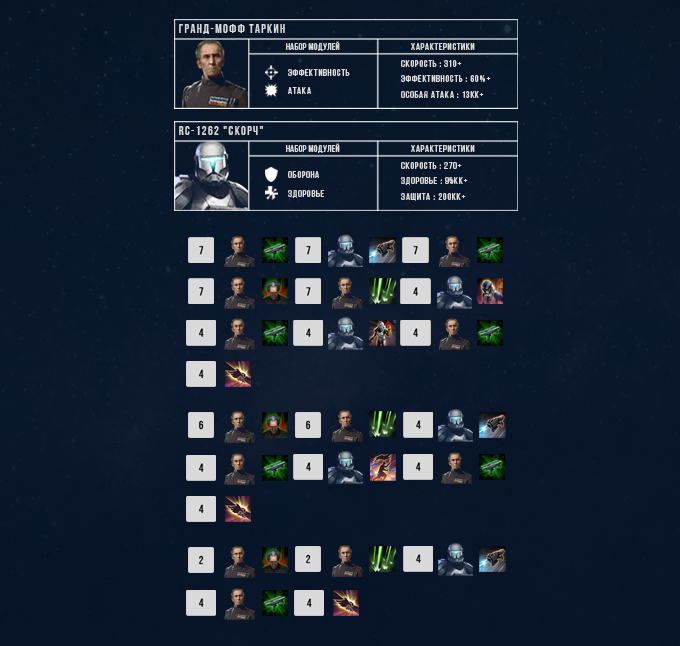 ГРАНД-МОФФ ТАРКИН
НАБОР МОДУЛЕЙ ХАРАКТЕРИСТИКИ
ЭФФЕКТИВНОСТЬ
АТАКА
СКОРОСТЬ : 310+
ЭФФЕКТИВНОСТЬ : 60%+
ОСОБАЯ АТАКА : 13КК+
RC-1262 "СКОРЧ"
НАБОР МОДУЛЕЙ ХАРАКТЕРИСТИКИ
ОБОРОНА
ЗДОРОВЬЕ
СКОРОСТЬ : 270+
ЗДОРОВЬЕ : 95КК+
ЗАЩИТА : 200КК+
7 7 7
7 7 4
4 4 4
4
6 6 4
4 4 4
4
2 2 4
4 4